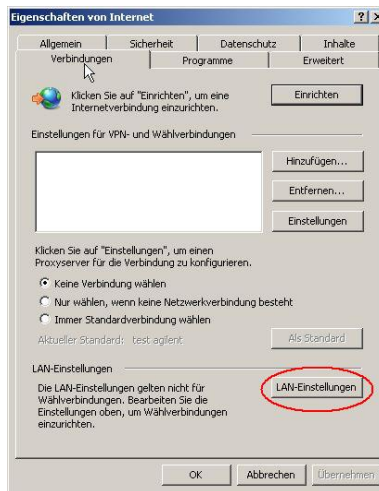 Eigenschaften von Internet
Allgemein Sicherheit Datenschutz Inhalte
Verbindungen Programme Erweitert
Klicken Sie auf "Einrichten", um eine
Internetverbindung einzurichten.
Einrichten
Einstellungen für VPN- und Wählverbindungen
Hinzufügen...
Entfernen...
Einstellungen
Klicken Sie auf "Einstellungen", um einen
Proxyserver für die Verbindung zu konfigurieren.
Keine Verbindung wählen
Nur wählen, wenn keine Netzwerkverbindung besteht
Immer Standardverbindung wählen
Aktueller Standard: test agilent
Als Standard
LAN-Einstellungen
Die LAN-Einstellungen gelten nicht für
Wählverbindungen. Bearbeiten Sie die
Einstellungen oben, um Wählverbindungen
einzurichten.
LAN-Einstellungen
OK Abbrechen Übernehmen